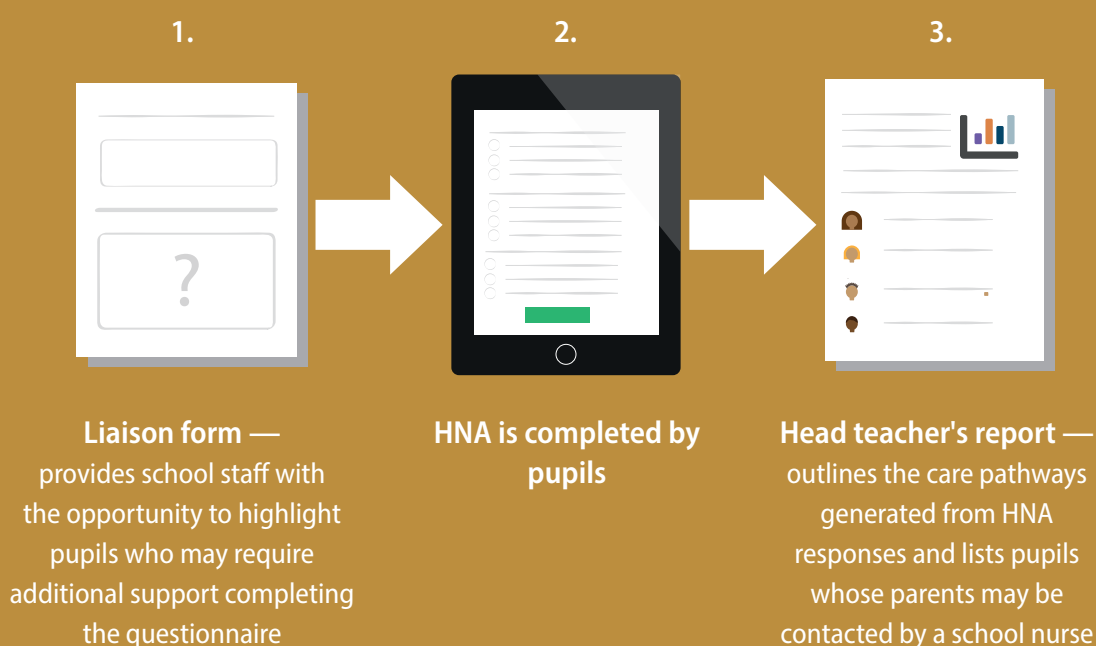 1.
2.
3.
?
Liaison form —
provides school staff with
the opportunity to highlight
pupils who may require
additional support completing
the questionnaire
HNA is completed by
pupils
Head teacher's report —
outlines the care pathways
generated from HNA
responses and lists pupils
whose parents may be
contacted by a school nurse